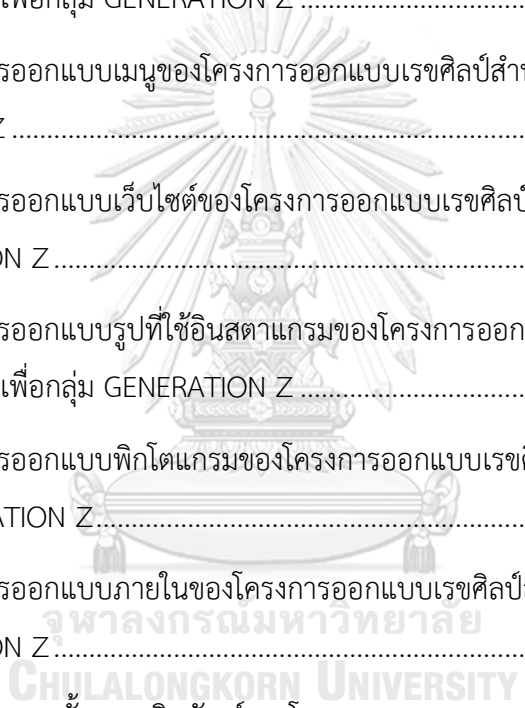 เพื่อกลุ่ม GENERATION Z ........................................
รออกแบบเมนูของโครงการออกแบบเรขศิลป์สำห
Z ........................................................................
รออกแบบเว็บไซต์ของโครงการออกแบบเรขศิลป์
ON Z ..................................................................
รออกแบบรูปที่ใช้อินสตาแกรมของโครงการออก
เพื่อกลุ่ม GENERATION Z ........................................
รออกแบบพิกโตแกรมของโครงการออกแบบเรขศิ
ATION Z..............................................................
รออกแบบภายในของโครงการออกแบบเรขศิลป์
จุฬาลงกรณ์มหาวิทยาลัย
ON Z ..................................................................
CHULALONGKORN UNIVERSITY